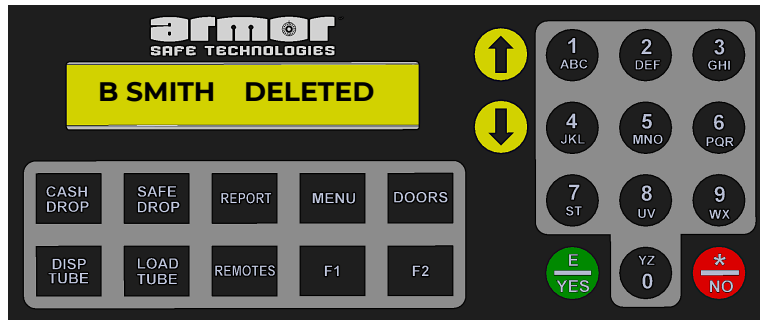 armor
SAFE TECHNOLOGIES
B SMITH DELETED
CASH DROP
SAFE DROP
REPORT
MENU
DOORS
DISP TUBE
LOAD TUBE
REMOTES
F1
F2
1
ABC
2
DEF
3
GHI
4
JKL
5
MNO
6
PQR
7
ST
8
UV
9
WX
E
YES
YZ
0
*
NO